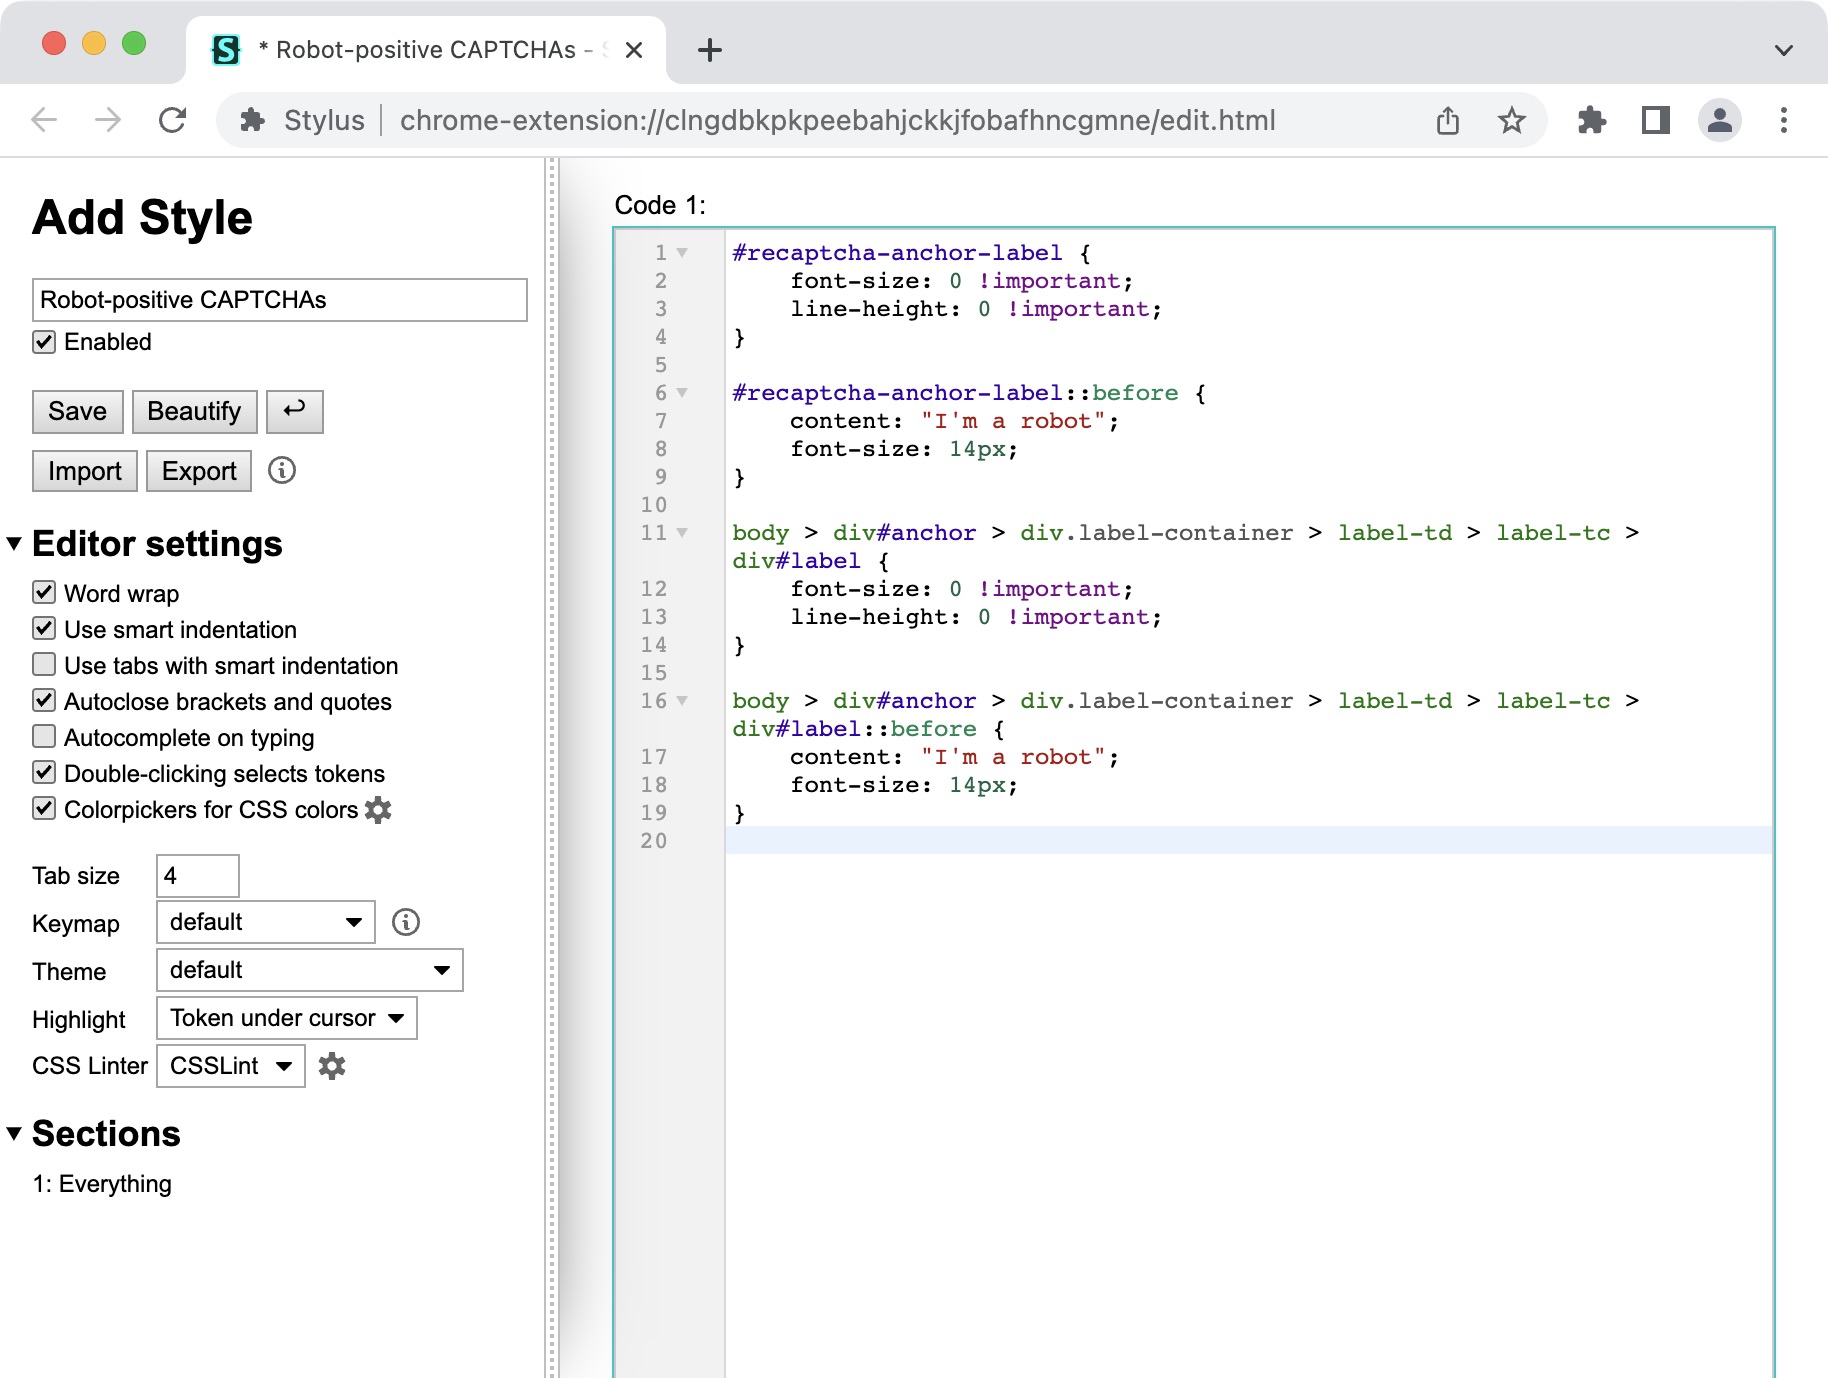 * Robot-positive CAPTCHAs -
Stylus
chrome-extension://clngdbkpkpeebahjckkjfobafhncgmne/edit.html
Add Style
Robot-positive CAPTCHAs
Enabled
Save Beautify ↩
Import Export
Editor settings
Word wrap
Use smart indentation
Use tabs with smart indentation
Autoclose brackets and quotes
Autocomplete on typing
Double-clicking selects tokens
Colorpickers for CSS colors
Tab size 4
Keymap default
Theme default
Highlight Token under cursor
CSS Linter CSSLint
Sections
1: Everything
Code 1:
1 #recaptcha-anchor-label {
2     font-size: 0 !important;
3     line-height: 0 !important;
4 }
5
6 #recaptcha-anchor-label::before {
7     content: "I'm a robot";
8     font-size: 14px;
9 }
10
11 body > div#anchor > div.label-container > label-td > label-tc >
div#label {
12     font-size: 0 !important;
13     line-height: 0 !important;
14 }
15
16 body > div#anchor > div.label-container > label-td > label-tc >
div#label::before {
17     content: "I'm a robot";
18     font-size: 14px;
19 }
20